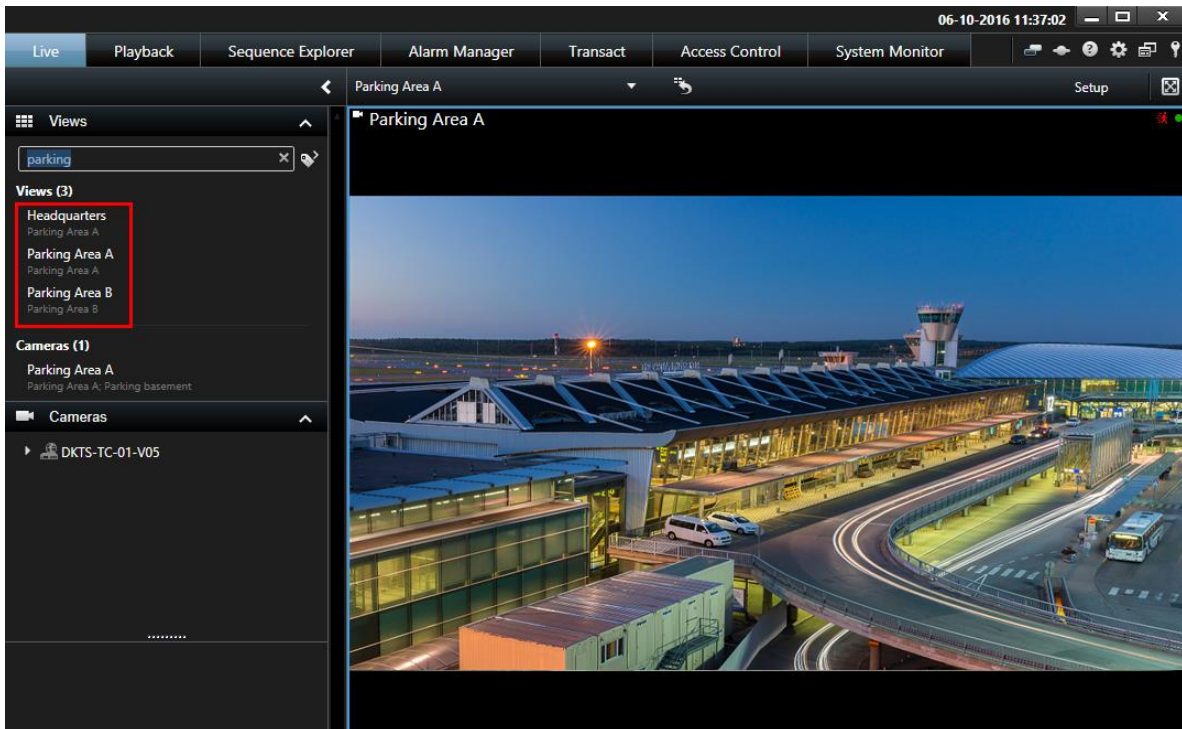 06-10-2016 11:37:02
Live Playback Sequence Explorer Alarm Manager Transact Access Control System Monitor
Parking Area A
Setup
Views
Parking Area A
parking
Views (3)
Headquarters
Parking Area A
Parking Area A
Parking Area A
Parking Area B
Parking Area B
Cameras (1)
Parking Area A
Parking Area A; Parking basement
Cameras
DKTS-TC-01-V05